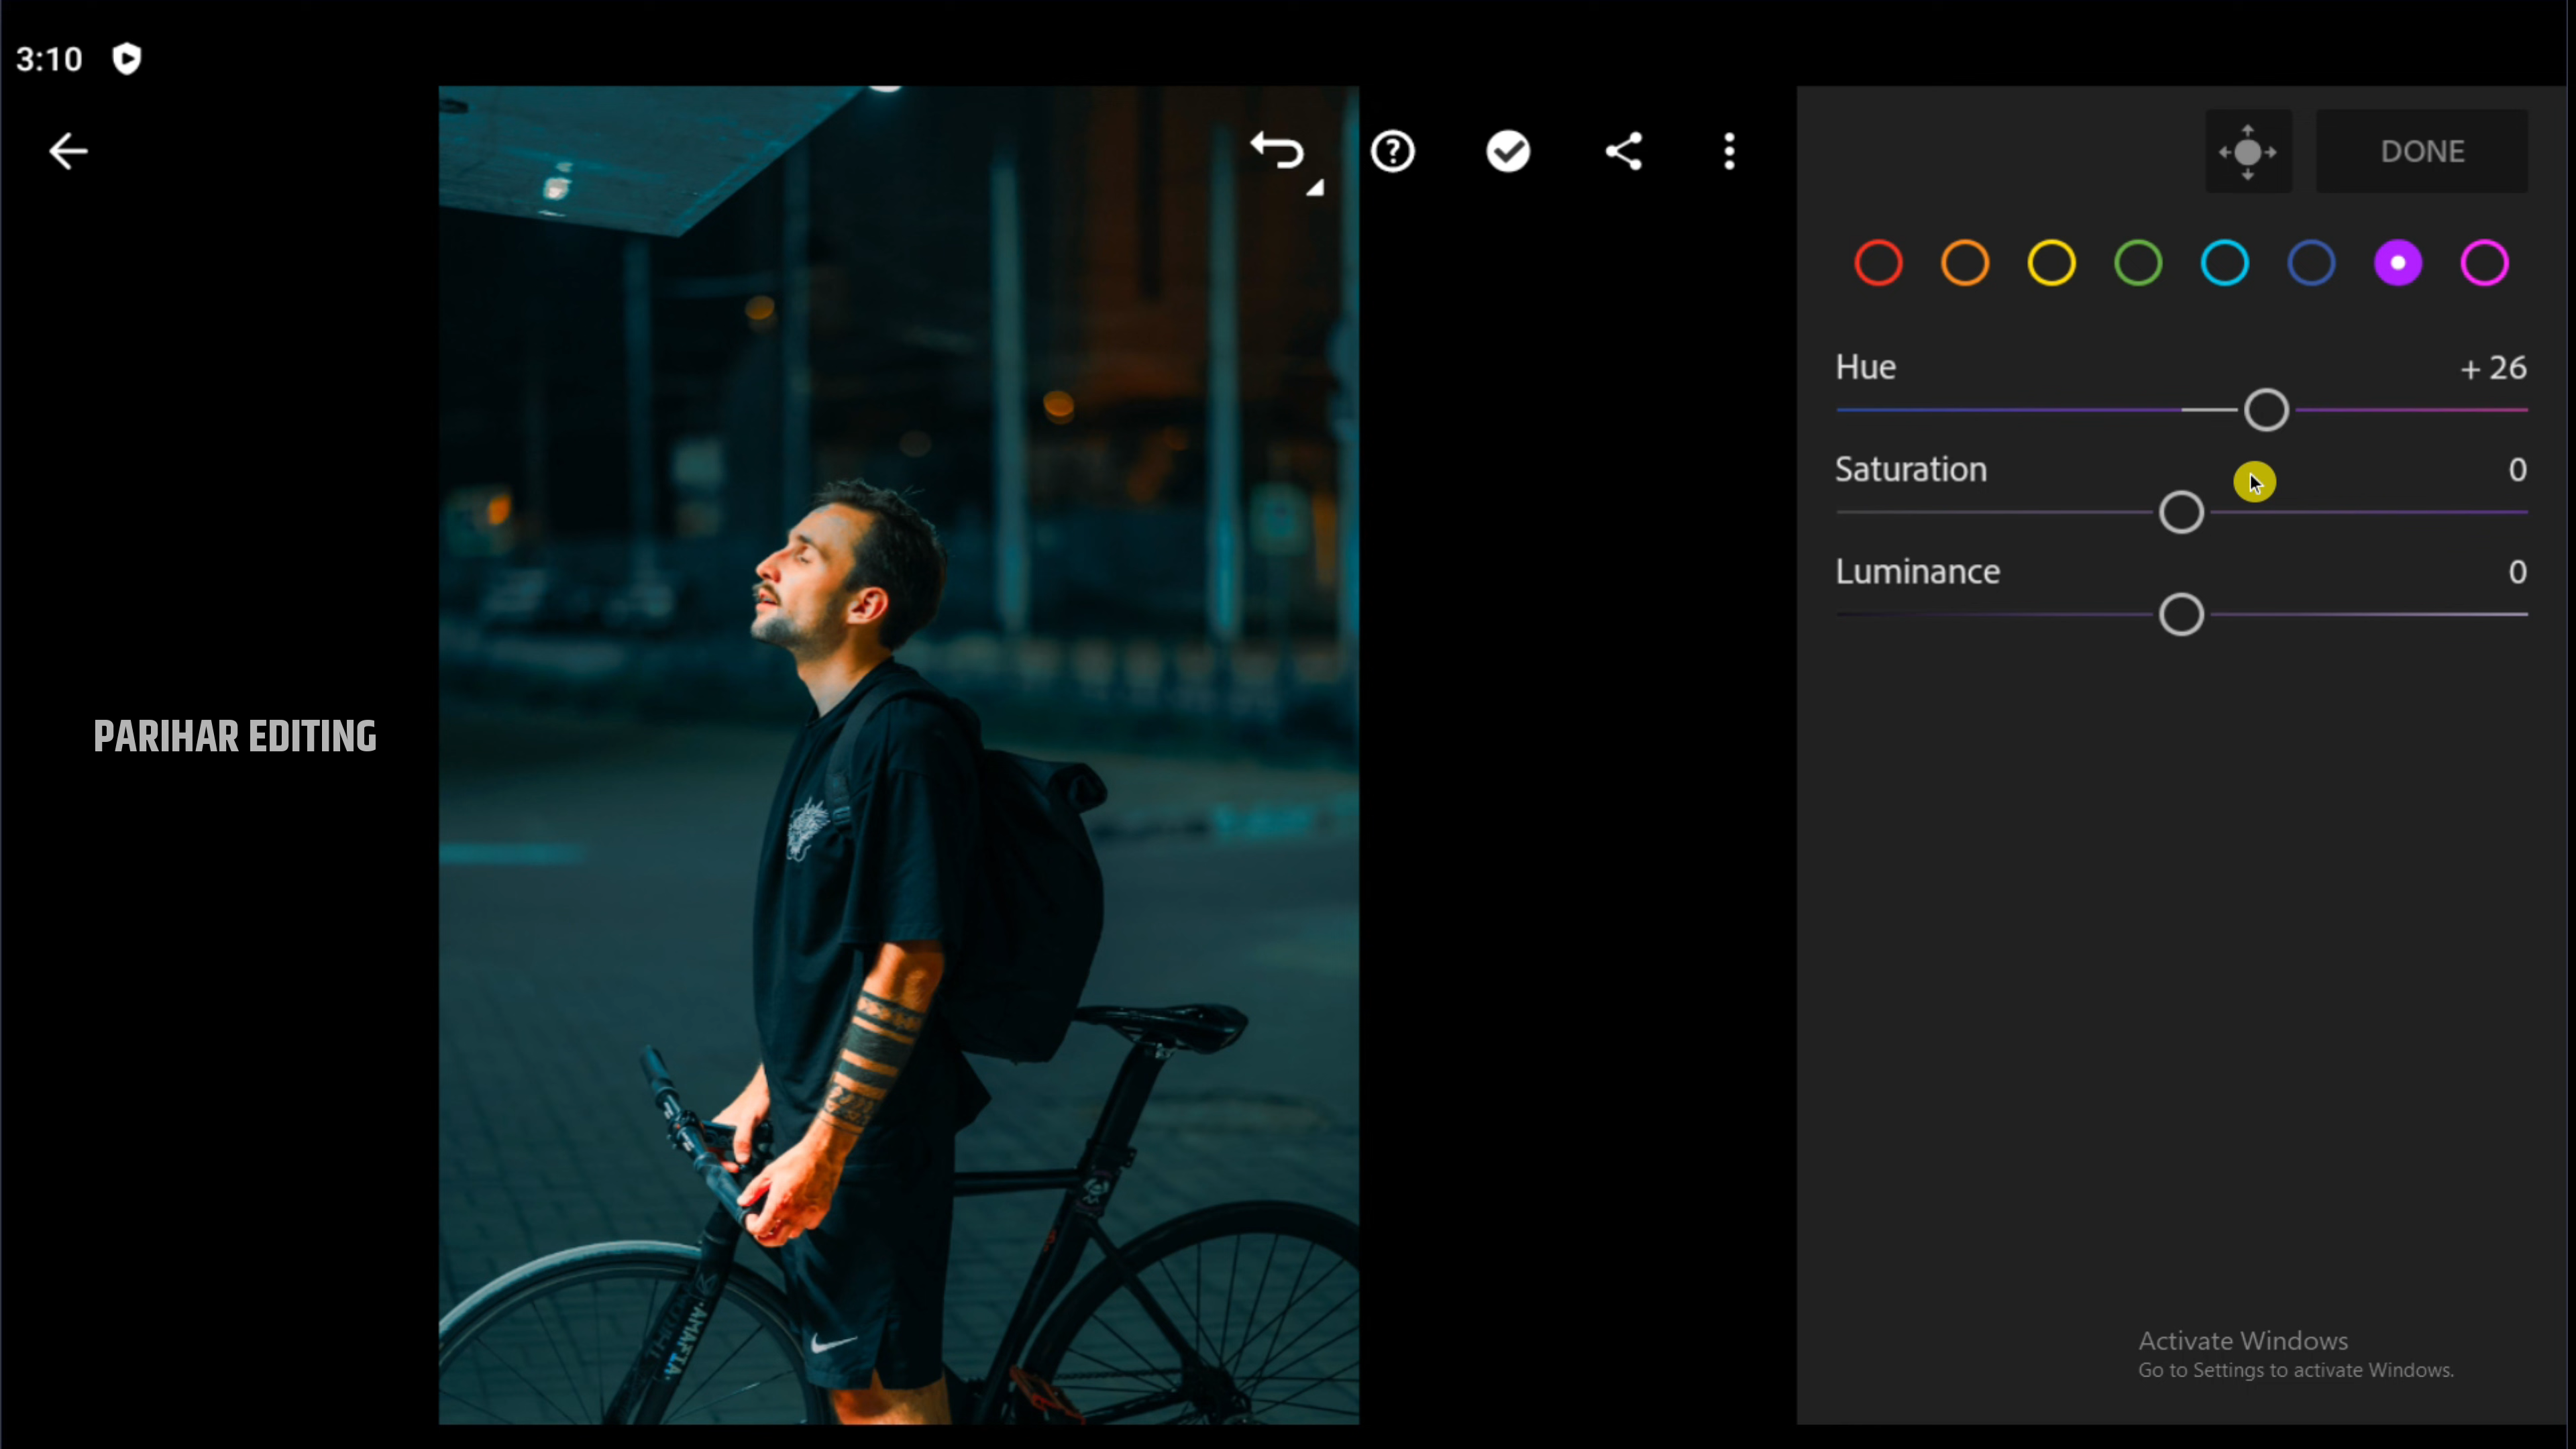 3:10
DONE
Hue + 26
Saturation 0
Luminance 0
PARIHAR EDITING
AMAFIA
Activate Windows
Go to Settings to activate Windows.